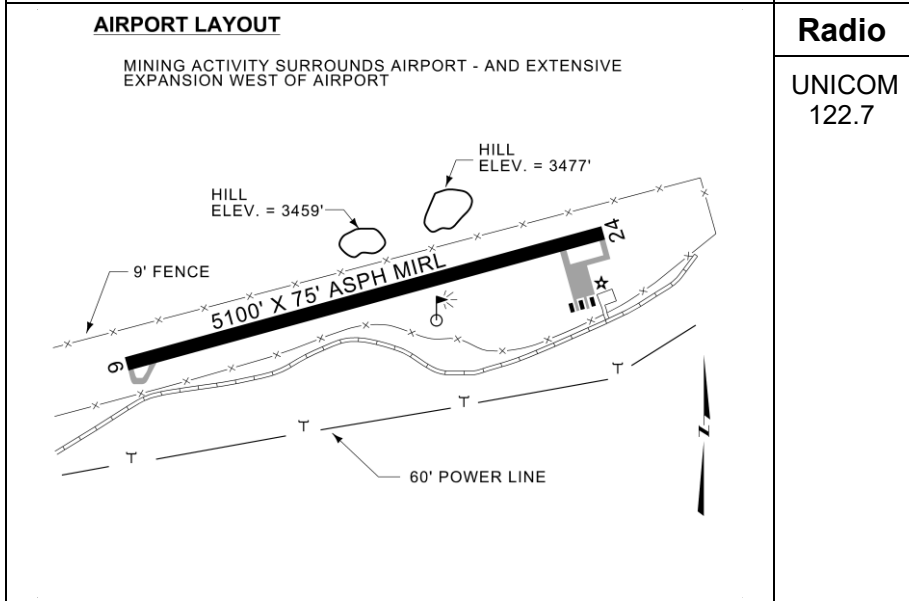 AIRPORT LAYOUT
MINING ACTIVITY SURROUNDS AIRPORT - AND EXTENSIVE
EXPANSION WEST OF AIRPORT
HILL
ELEV. = 3477'
HILL
ELEV. = 3459'
24
9' FENCE
5100' X 75' ASPH MIRL
6
N
60' POWER LINE
Radio
UNICOM
122.7